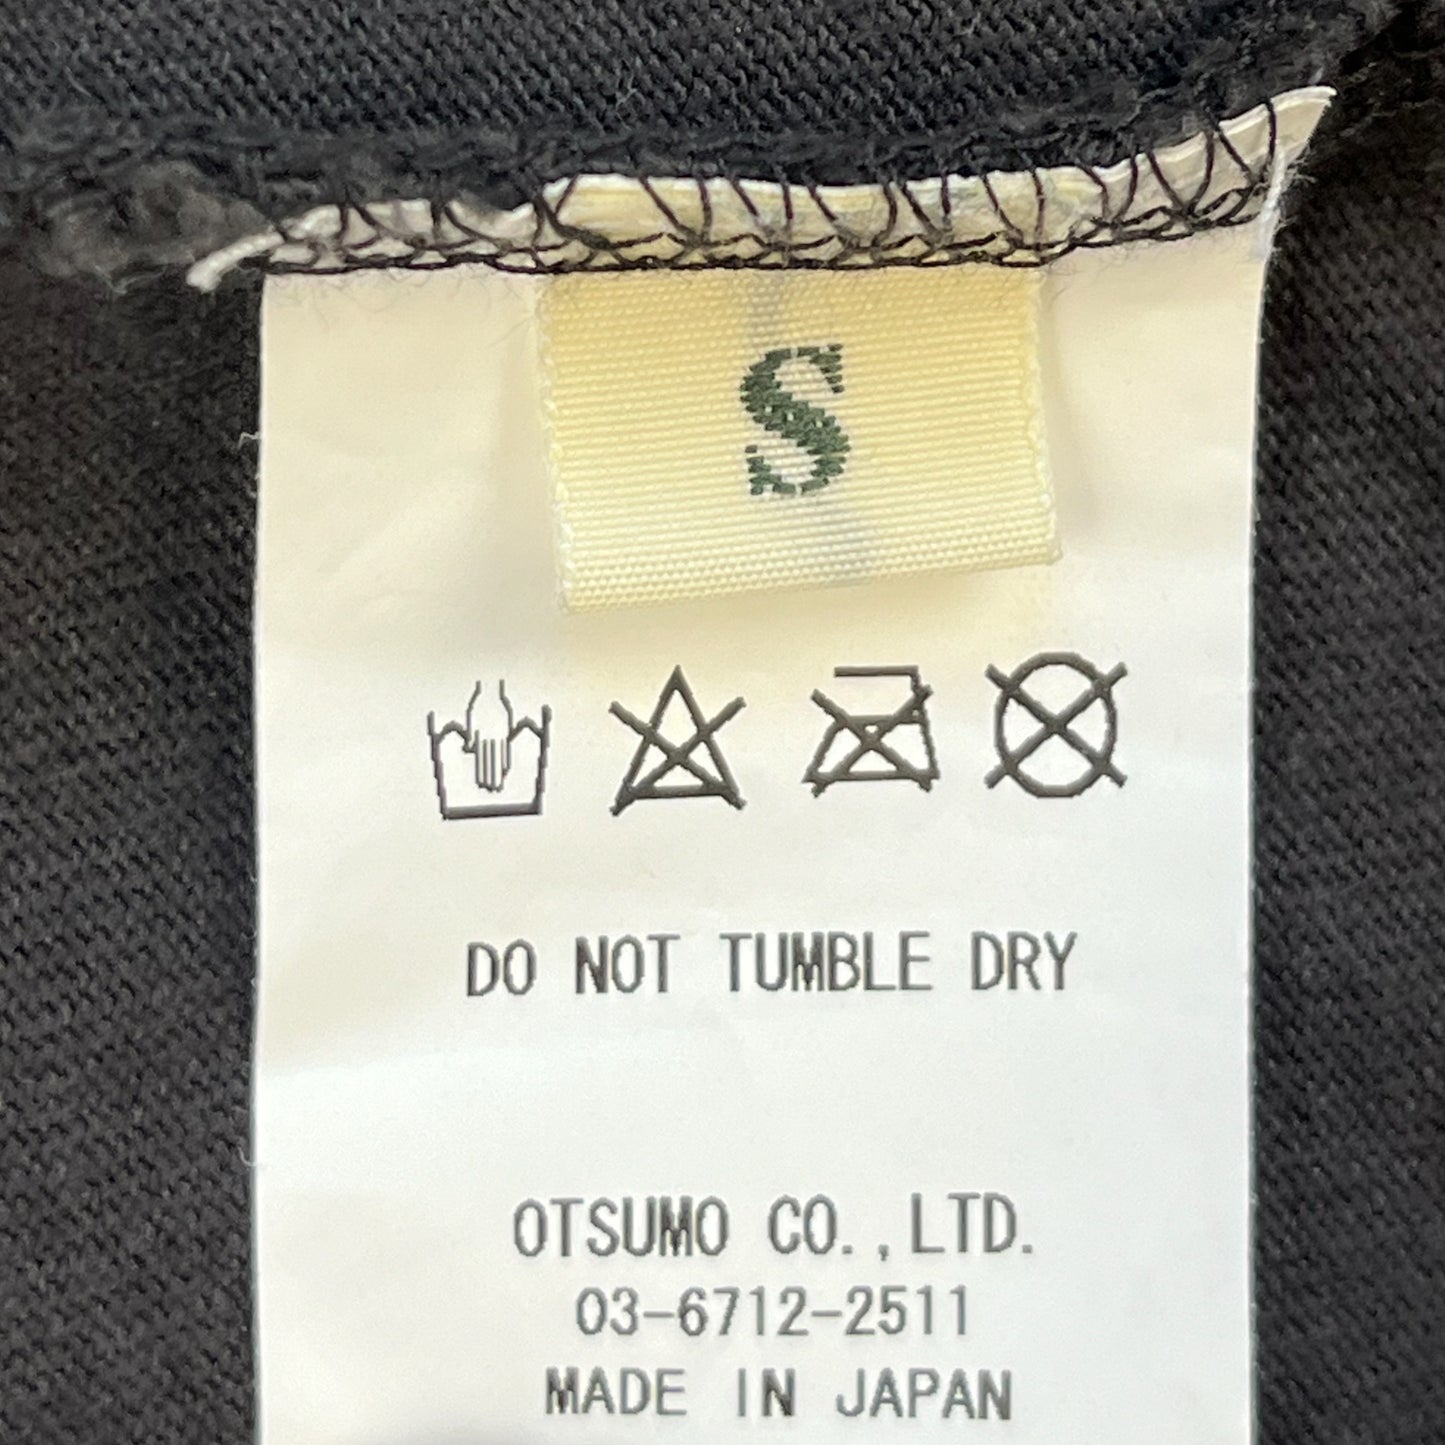 S
DO NOT TUMBLE DRY
OTSUMO CO.,LTD.
03-6712-2511
MADE IN JAPAN